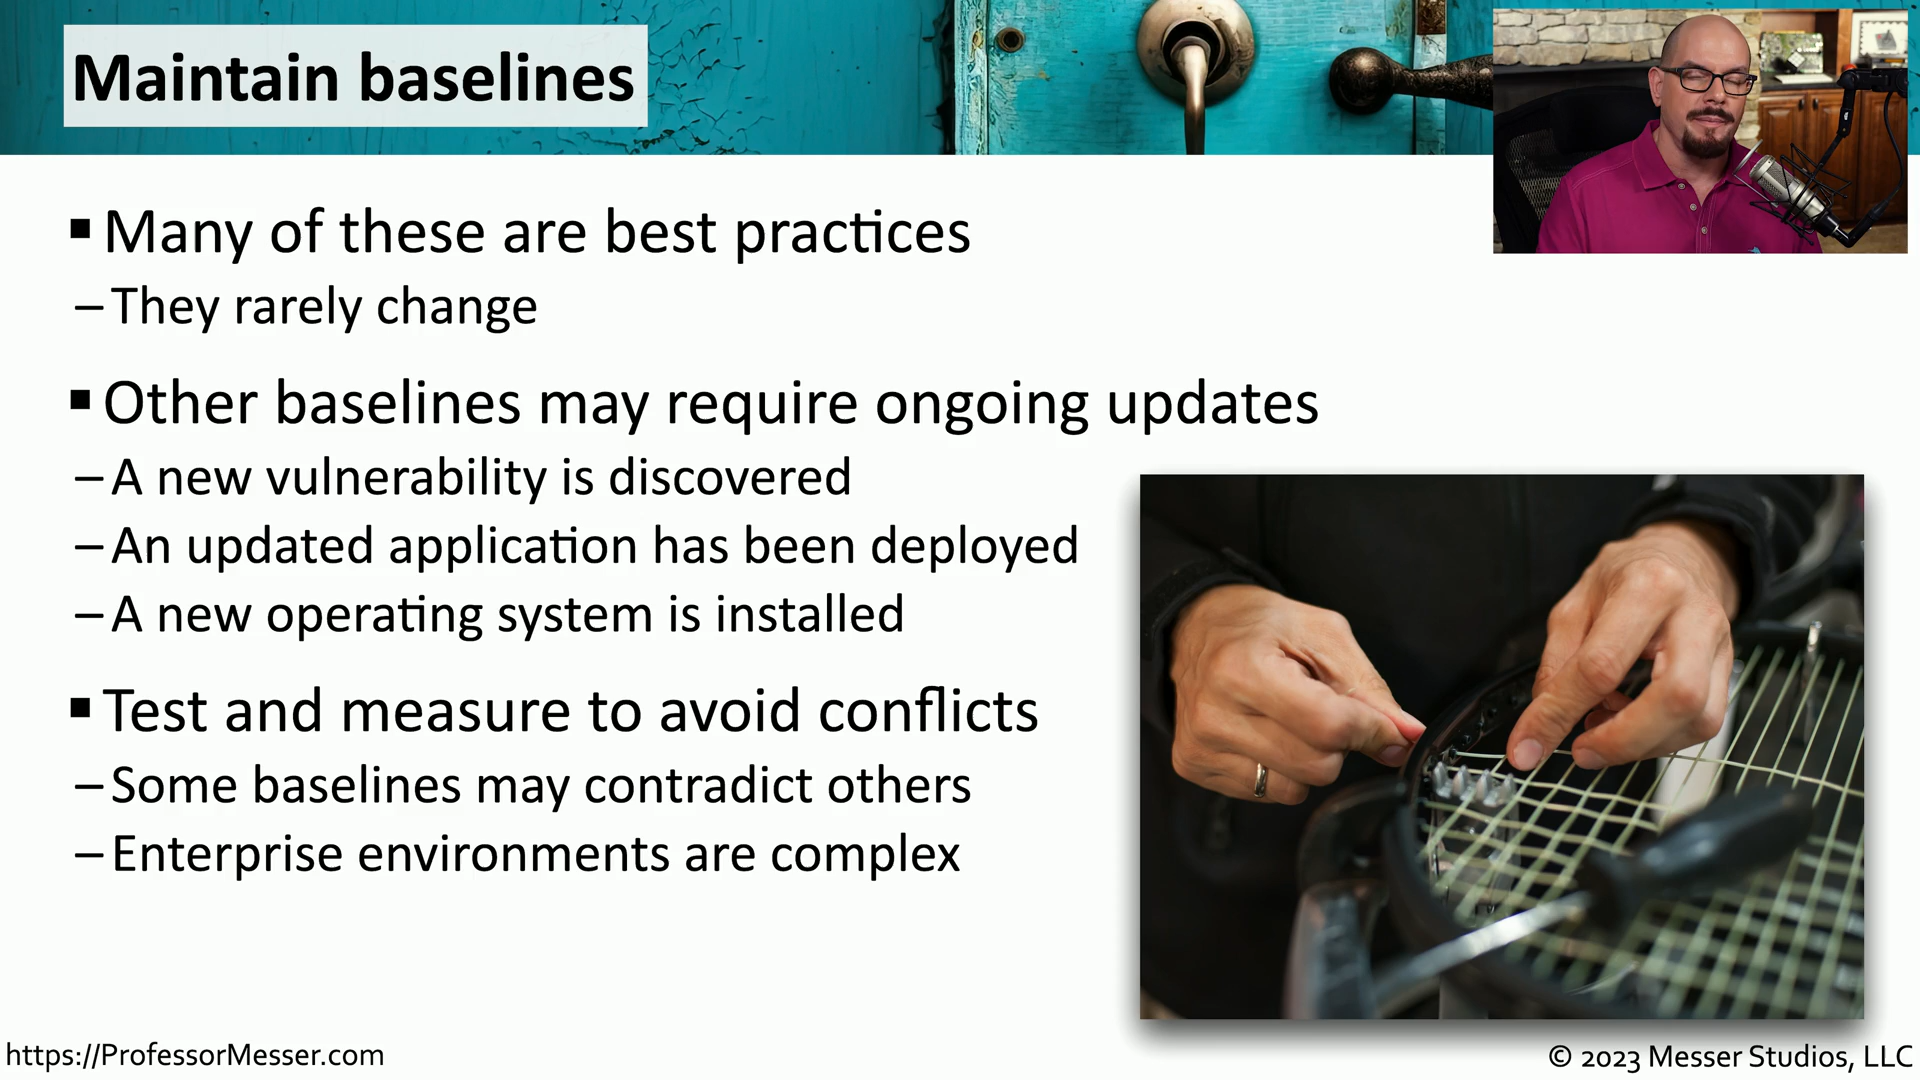 Maintain baselines
▪ Many of these are best practices
– They rarely change
▪ Other baselines may require ongoing updates
– A new vulnerability is discovered
– An updated application has been deployed
– A new operating system is installed
▪ Test and measure to avoid conflicts
– Some baselines may contradict others
– Enterprise environments are complex
https://ProfessorMesser.com
© 2023 Messer Studios, LLC